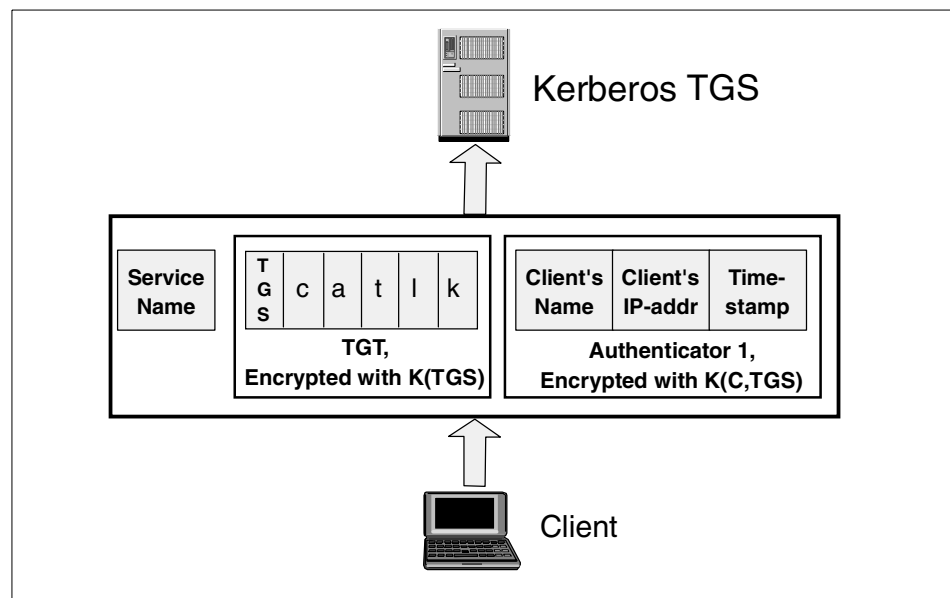 Kerberos TGS
Service
Name
T
G
S
c a t l k
TGT,
Encrypted with K(TGS)
Client's
Name
Client's
IP-addr
Time-
stamp
Authenticator 1,
Encrypted with K(C,TGS)
Client